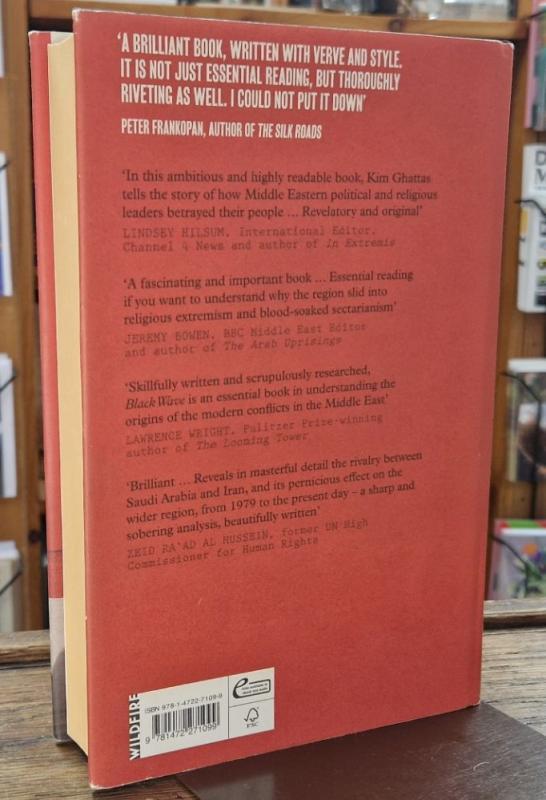 'A BRILLIANT BOOK, WRITTEN WITH VERVE AND STYLE.
IT IS NOT JUST ESSENTIAL READING, BUT THOROUGHLY
RIVETING AS WELL. I COULD NOT PUT IT DOWN'
PETER FRANKOPAN, AUTHOR OF THE SILK ROADS
'In this ambitious and highly readable book, Kim Ghattas
tells the story of how Middle Eastern political and religious
leaders betrayed their people ... Revelatory and original'
LINDSEY HILSUM, International Editor,
Channel 4 News and author of In Extremis
'A fascinating and important book ... Essential reading
if you want to understand why the region slid into
religious extremism and blood-soaked sectarianism'
JEREMY BOWEN, BBC Middle East Editor
and author of The Arab Uprisings
'Skillfully written and scrupulously researched,
Black Wave is an essential book in understanding the
origins of the modern conflicts in the Middle East'
LAWRENCE WRIGHT, Pulitzer Prize-winning
author of The Looming Tower
'Brilliant ... Reveals in masterful detail the rivalry between
Saudi Arabia and Iran, and its pernicious effect on the
wider region, from 1979 to the present day – a sharp and
sobering analysis, beautifully written'
ZEID RA'AD AL HUSSEIN, former UN High
Commissioner for Human Rights
WILDFIRE
ISBN 978-1-4722-7109-9
9 781472 271099
FSC